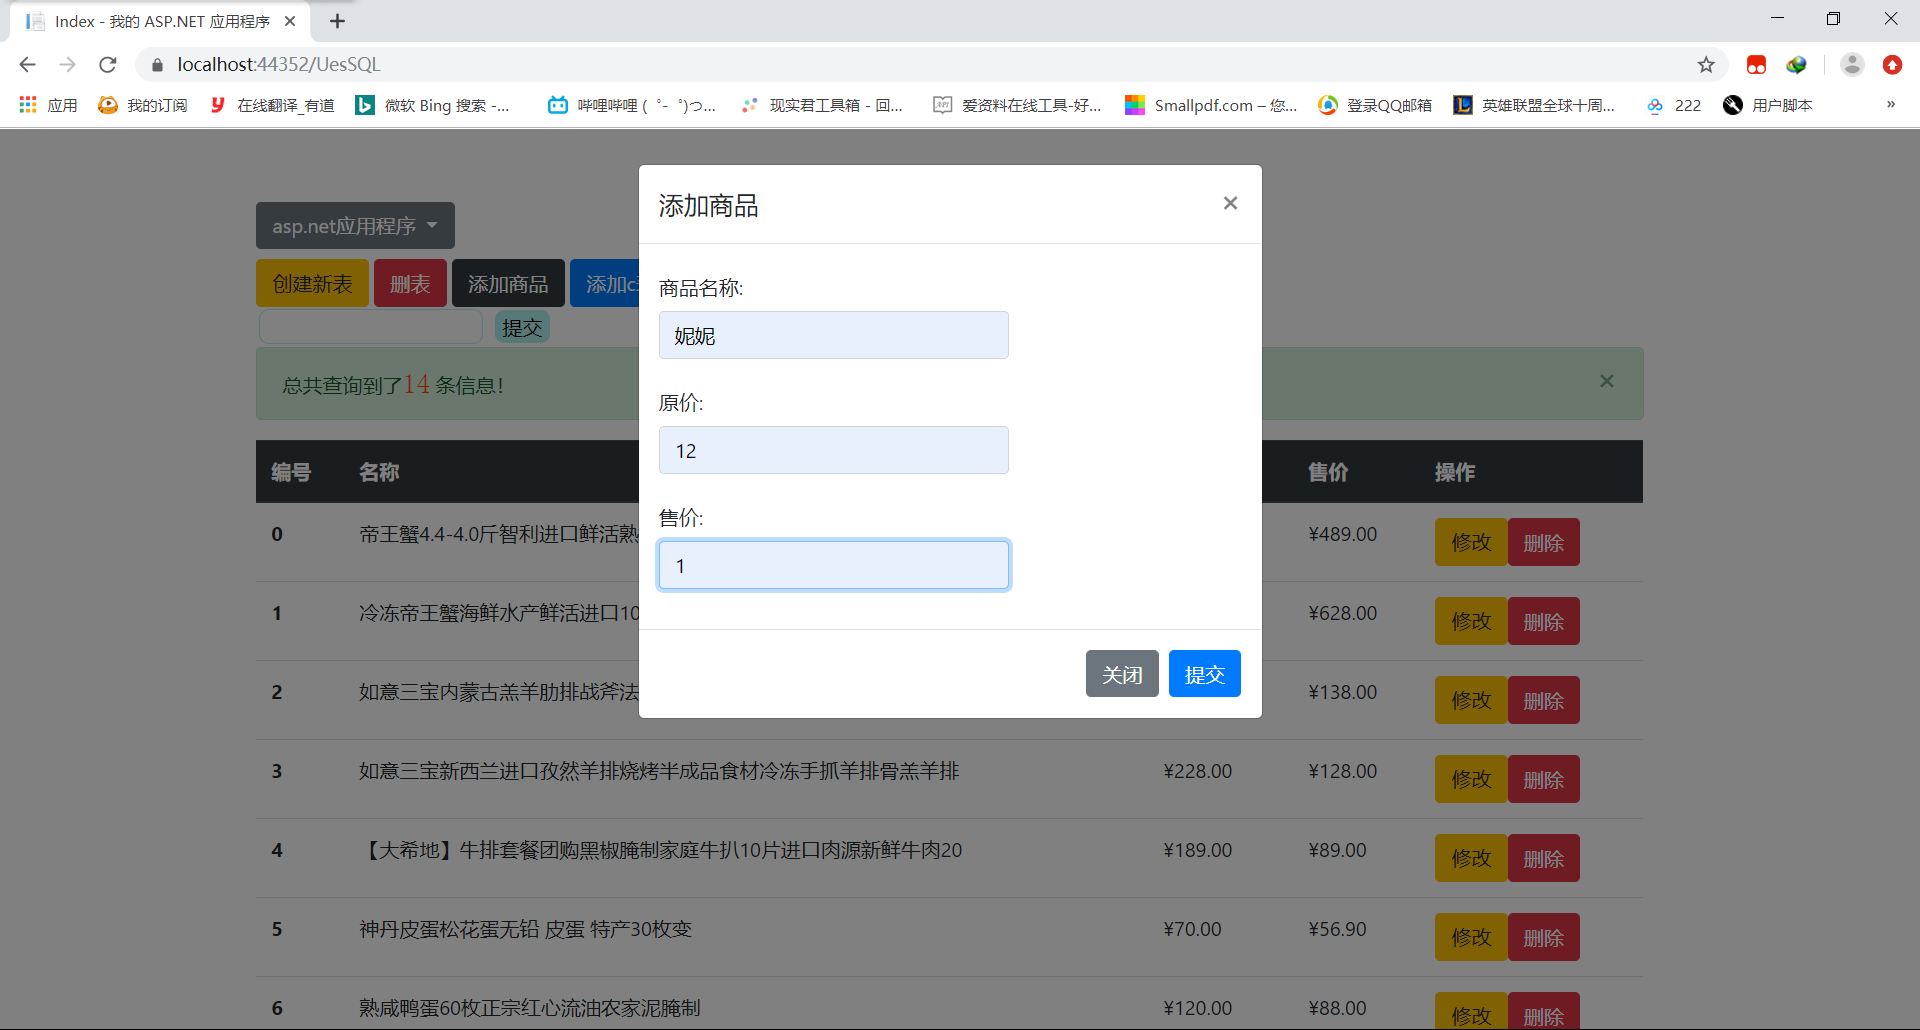 Index - 我的 ASP.NET 应用程序
localhost:44352/UesSQL
应用 我的订阅 在线翻译_有道 微软 Bing 搜索 -... 哔哩哔哩 (゜-゜)つ... 现实君工具箱 - 回... 爱资料在线工具-好... Smallpdf.com – 您... 登录QQ邮箱 英雄联盟全球十周... 222 用户脚本 »
添加商品 ×
asp.net应用程序
创建新表 删表 添加商品 添加c
提交
商品名称:
妮妮
总共查询到了14 条信息! ×
原价:
12
编号 名称 售价 操作
售价:
1
0 帝王蟹4.4-4.0斤智利进口鲜活熟 ¥489.00 修改 删除
1 冷冻帝王蟹海鲜水产鲜活进口10 ¥628.00 修改 删除
关闭 提交
2 如意三宝内蒙古羔羊肋排战斧法 ¥138.00 修改 删除
3 如意三宝新西兰进口孜然羊排烧烤半成品食材冷冻手抓羊排骨羔羊排 ¥228.00 ¥128.00 修改 删除
4 【大希地】牛排套餐团购黑椒腌制家庭牛扒10片进口肉源新鲜牛肉20 ¥189.00 ¥89.00 修改 删除
5 神丹皮蛋松花蛋无铅 皮蛋 特产30枚变 ¥70.00 ¥56.90 修改 删除
6 熟咸鸭蛋60枚正宗红心流油农家泥腌制 ¥120.00 ¥88.00 修改 删除